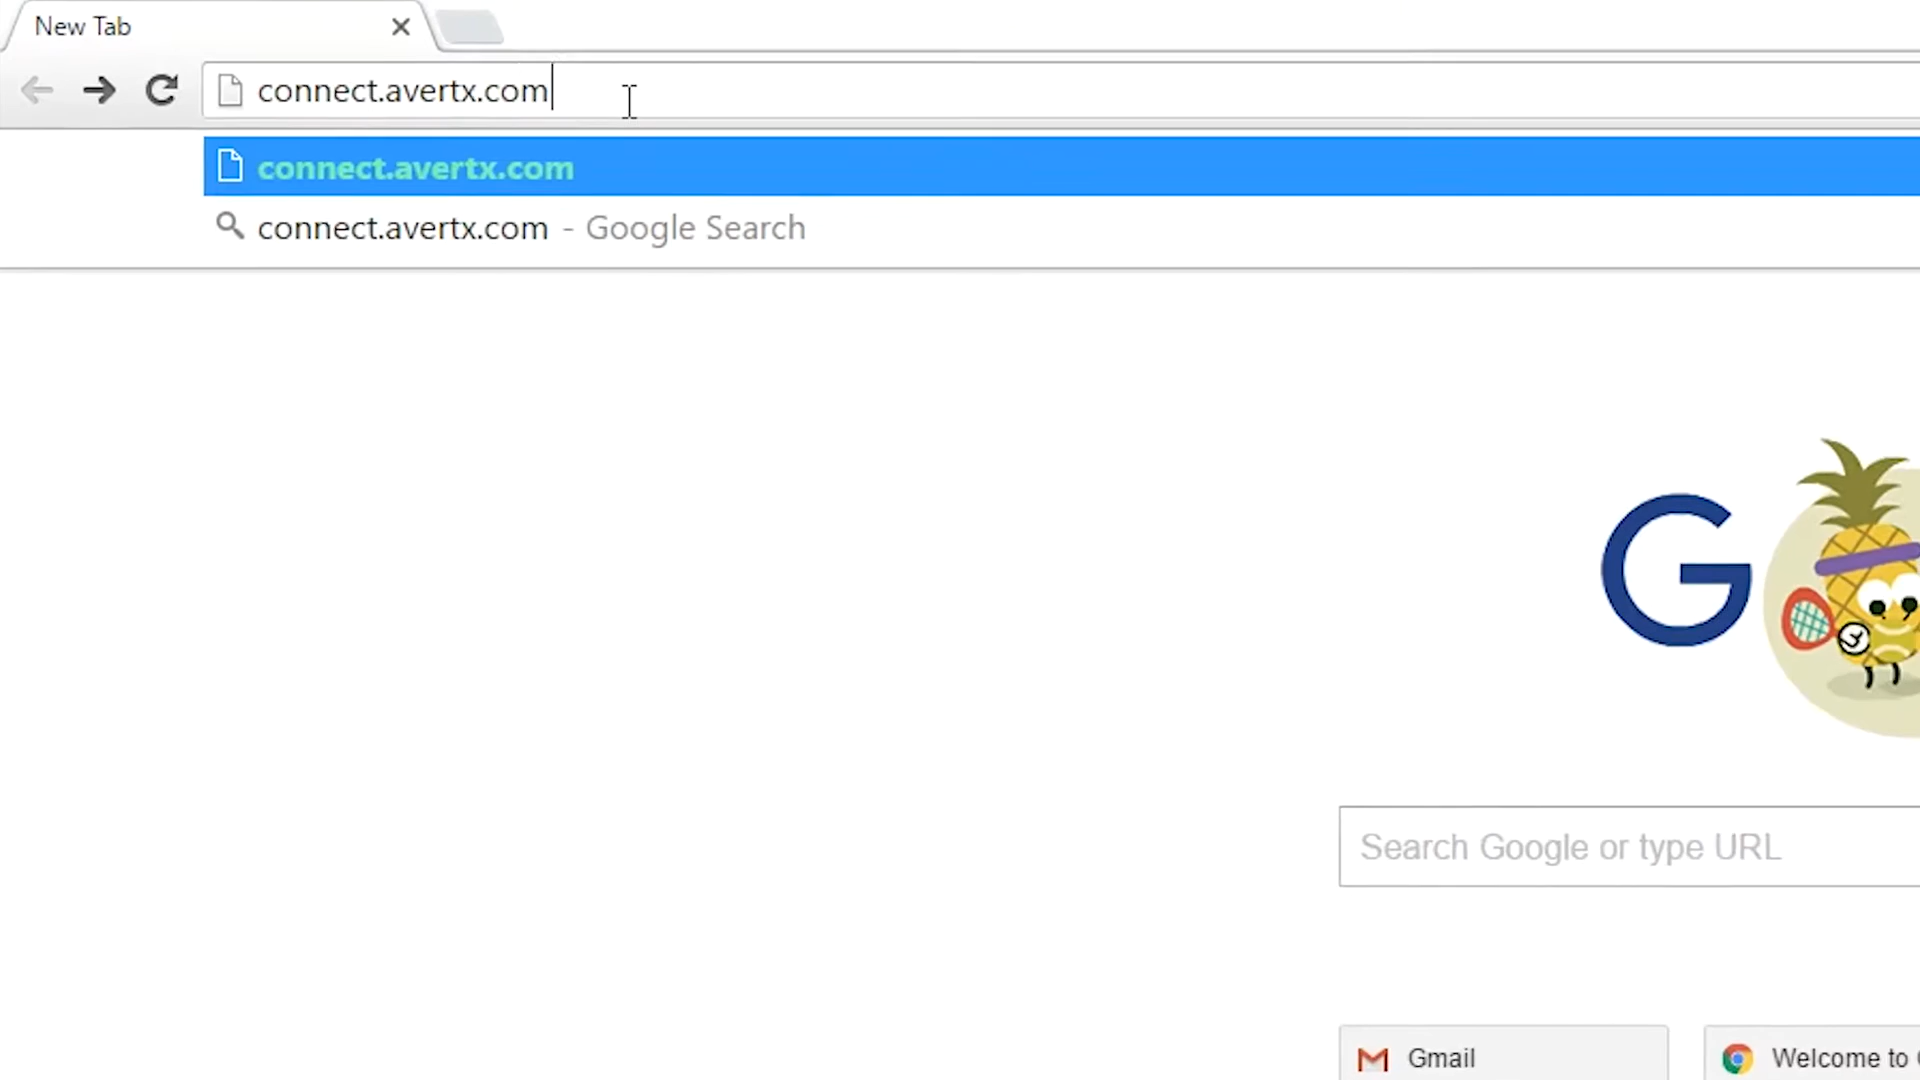 New Tab
connect.avertx.com
connect.avertx.com
connect.avertx.com - Google Search
G
Search Google or type URL
Gmail
Welcome to